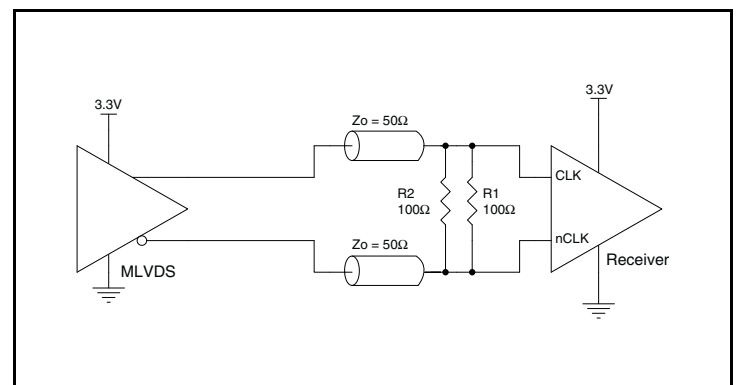 3.3V
3.3V
Zo = 50Ω
CLK
R2
100Ω
R1
100Ω
nCLK
Zo = 50Ω
Receiver
MLVDS